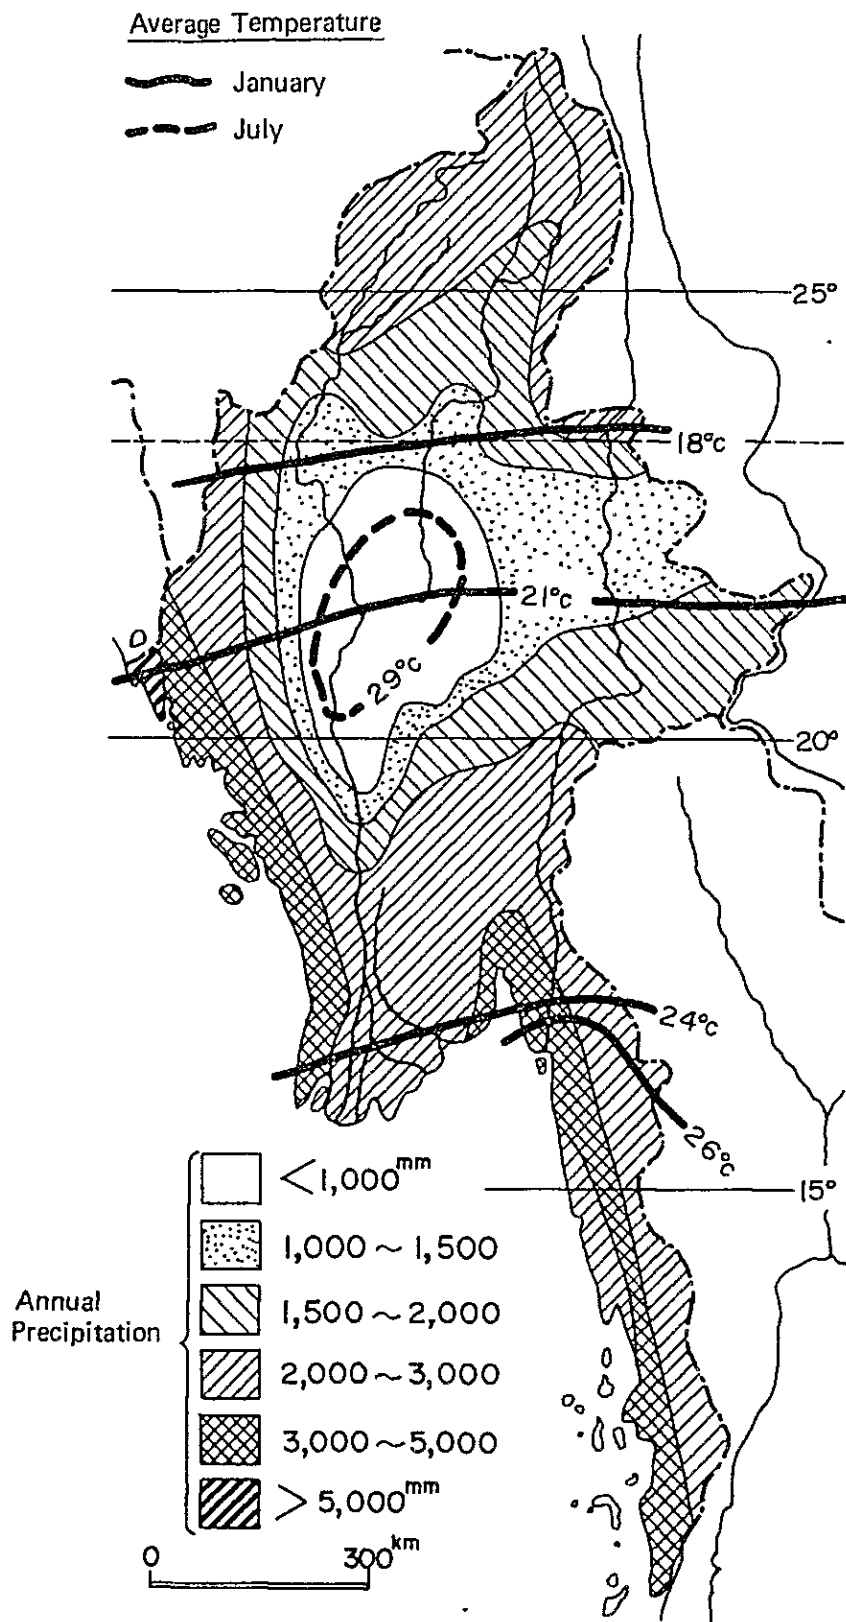 Average Temperature
January
July
25°
18°C
21°C
29°C
20°
24°C
26°C
15°
Annual
Precipitation
<1,000mm
1,000 ~ 1,500
1,500 ~ 2,000
2,000 ~ 3,000
3,000 ~ 5,000
> 5,000mm
0 300km